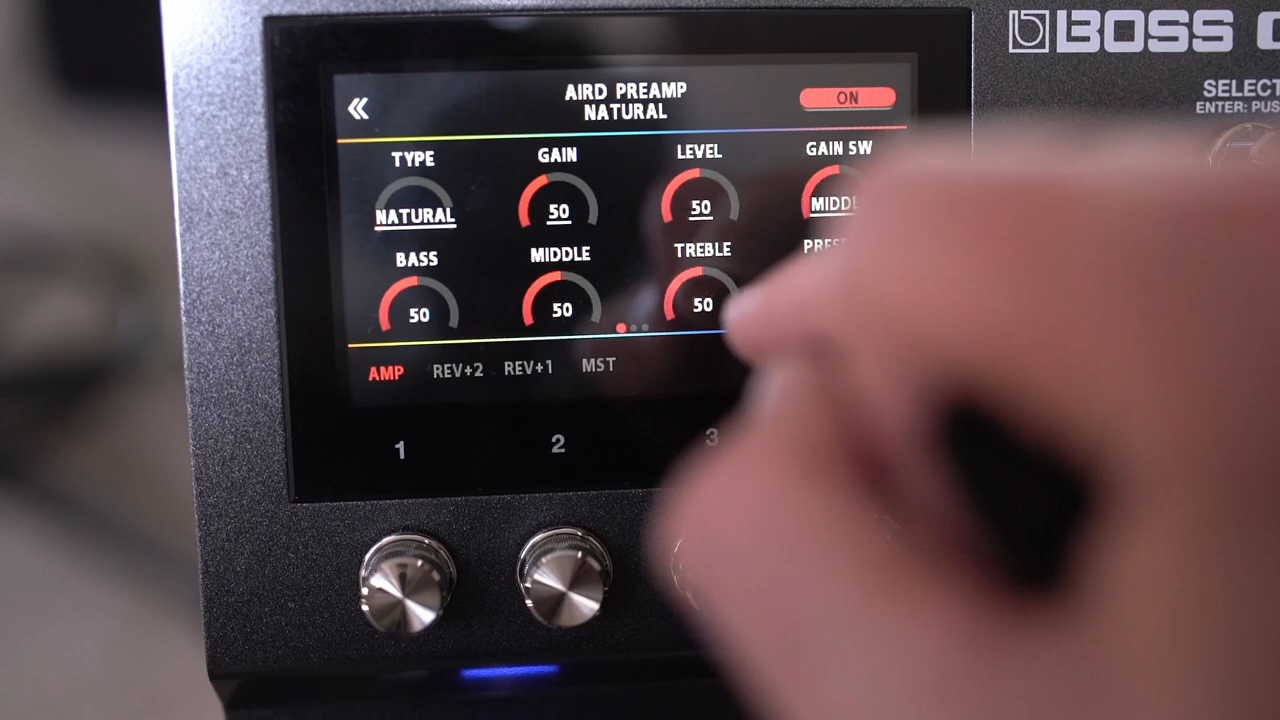 BOSS
SELECT
ENTER: PUS
AIRD PREAMP
NATURAL
ON
TYPE GAIN LEVEL GAIN SW
NATURAL 50 50 MIDDL
BASS MIDDLE TREBLE PRES
50 50 50
AMP REV+2 REV+1 MST
1 2 3